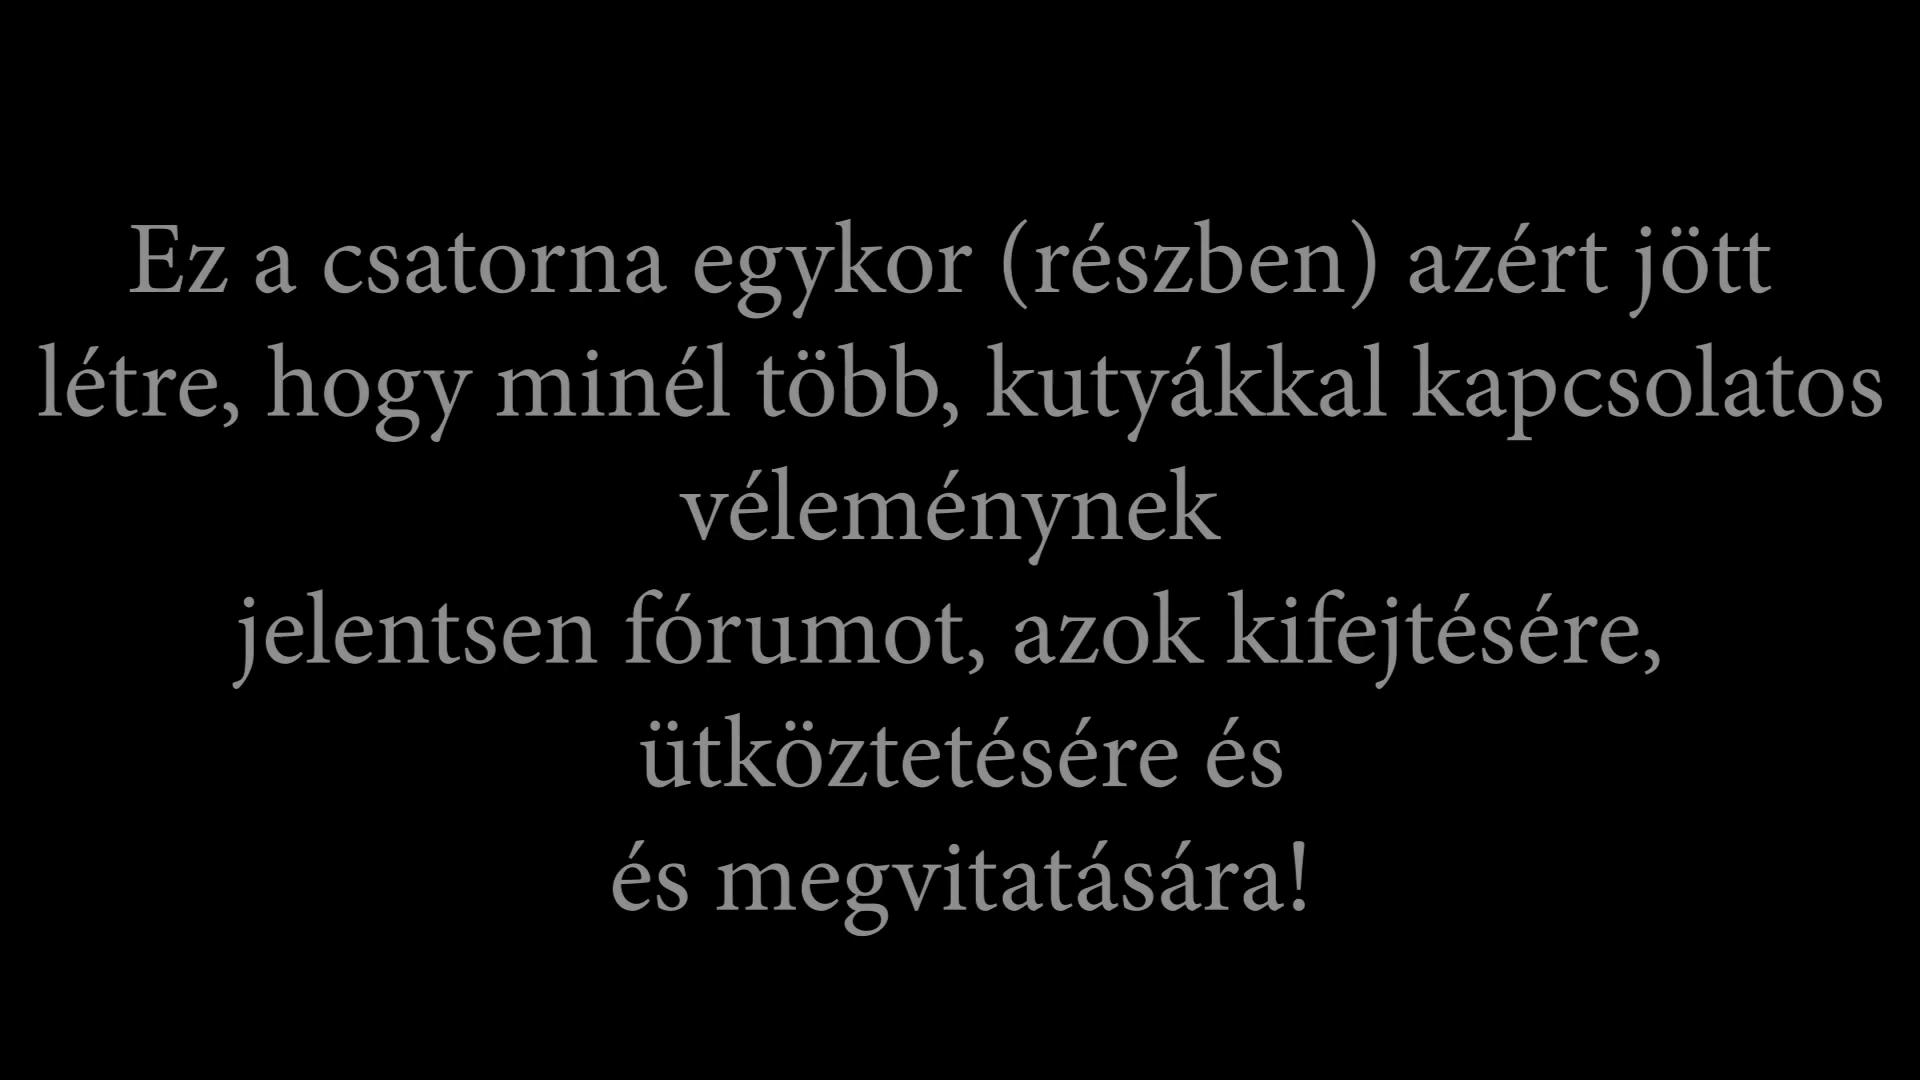 Ez a csatorna egykor (részben) azért jött
létre, hogy minél több, kutyákkal kapcsolatos
véleménynek
jelentsen fórumot, azok kifejtésére,
ütköztetésére és
és megvitatására!